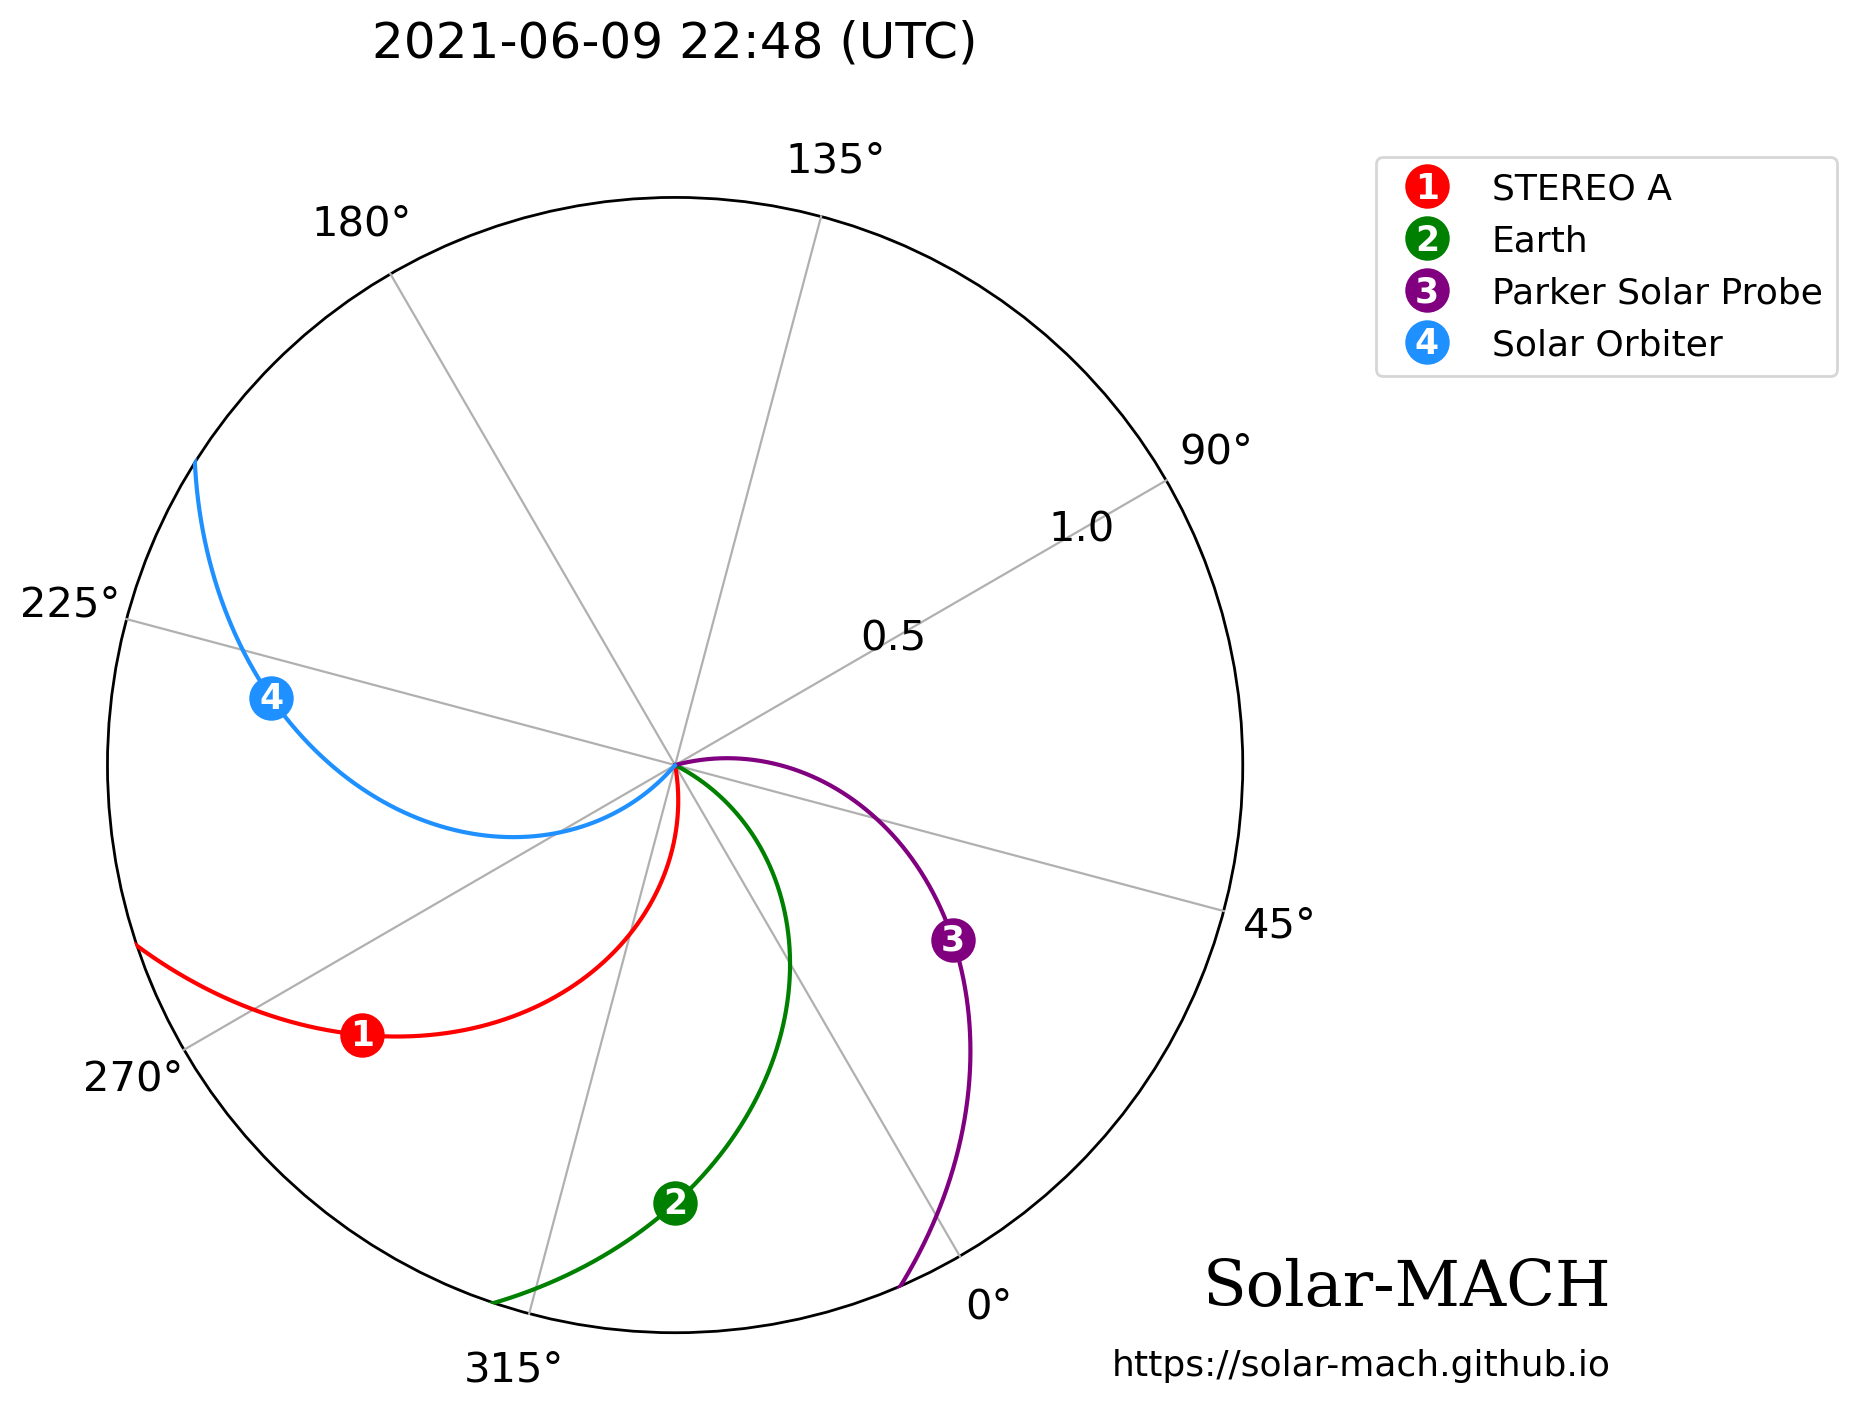 2021-06-09 22:48 (UTC)
135°
180°
1 STEREO A
2 Earth
3 Parker Solar Probe
4 Solar Orbiter
90°
1.0
225°
0.5
4
45°
3
1
270°
2
0°
315°
Solar-MACH
https://solar-mach.github.io